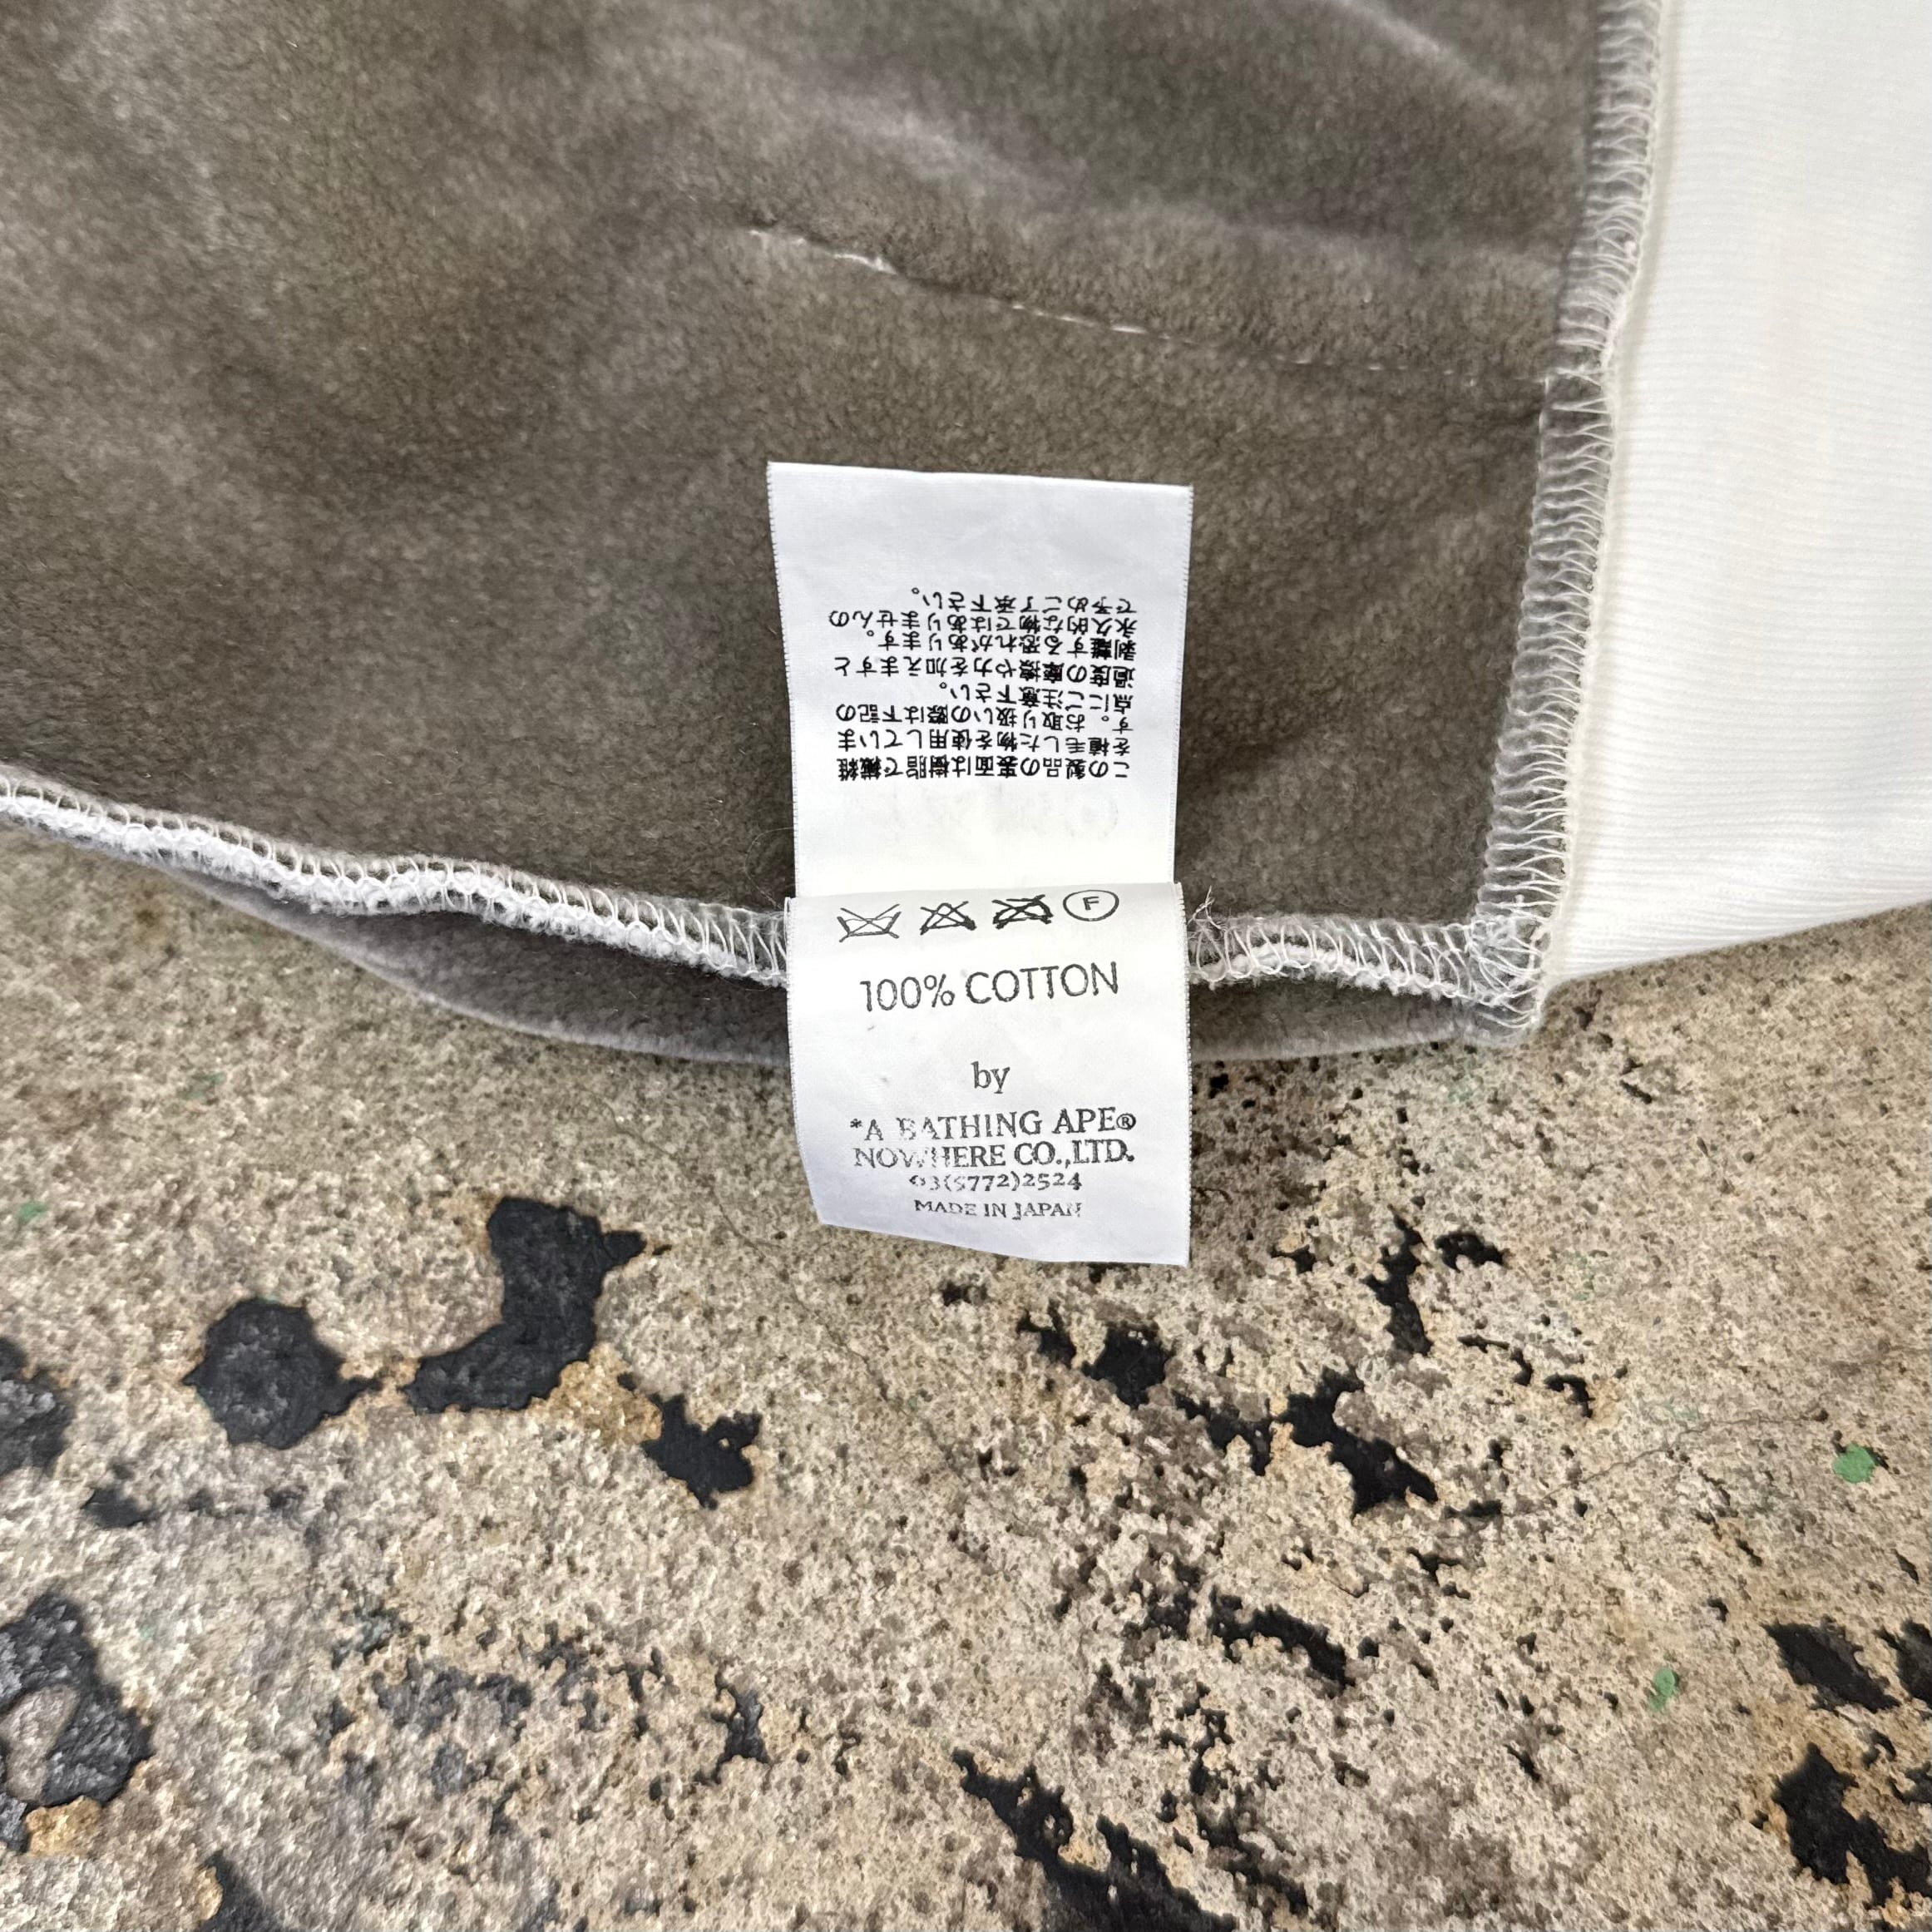 この製品の表面は樹脂で繊維
を植毛した物を使用していま
す。お取り扱いの際は下記の
点にご注意下さい。
過度の摩擦や力を加えますと
剥離する恐れがあります。
永久的な物ではありませんの
で予めご了承下さい。
F
100% COTTON
by
*A BATHING APE®
NOWHERE CO.,LTD.
03(5772)2524
MADE IN JAPAN